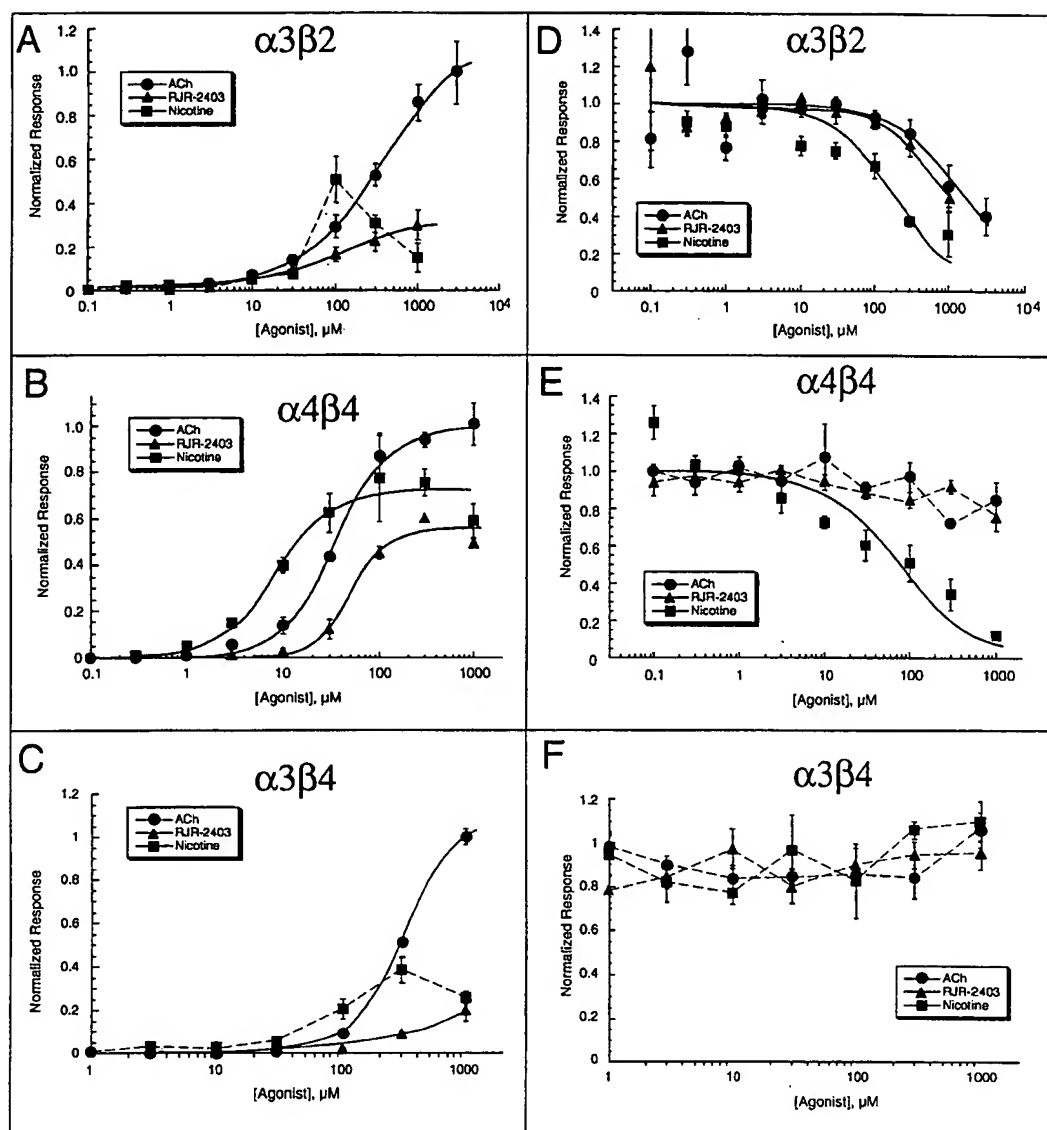 A
α3β2
Normalized Response
1.2
1.0
0.8
0.6
0.4
0.2
0
ACh
RJR-2403
Nicotine
0.1
1
10
100
1000
10⁴
[Agonist], µM
D
α3β2
Normalized Response
1.4
1.2
1.0
0.8
0.6
0.4
0.2
0
ACh
RJR-2403
Nicotine
0.1
1
10
100
1000
10⁴
[Agonist], µM
B
α4β4
Normalized Response
1.2
1.0
0.8
0.6
0.4
0.2
0
ACh
RJR-2403
Nicotine
0.1
1
10
100
1000
[Agonist], µM
E
α4β4
Normalized Response
1.4
1.2
1.0
0.8
0.6
0.4
0.2
0
ACh
RJR-2403
Nicotine
0.1
1
10
100
1000
[Agonist], µM
C
α3β4
Normalized Response
1.2
1
0.8
0.6
0.4
0.2
0
ACh
RJR-2403
Nicotine
1
10
100
1000
[Agonist], µM
F
α3β4
Normalized Response
1.2
1
0.8
0.6
0.4
0.2
0
ACh
RJR-2403
Nicotine
1
10
100
1000
[Agonist], µM